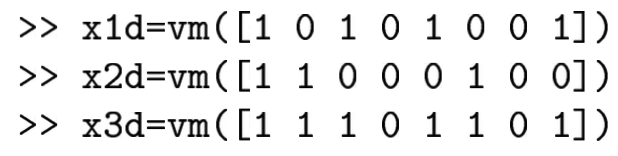 >> x1d=vm([1 0 1 0 1 0 0 1])
>> x2d=vm([1 1 0 0 0 1 0 0])
>> x3d=vm([1 1 1 0 1 1 0 1])